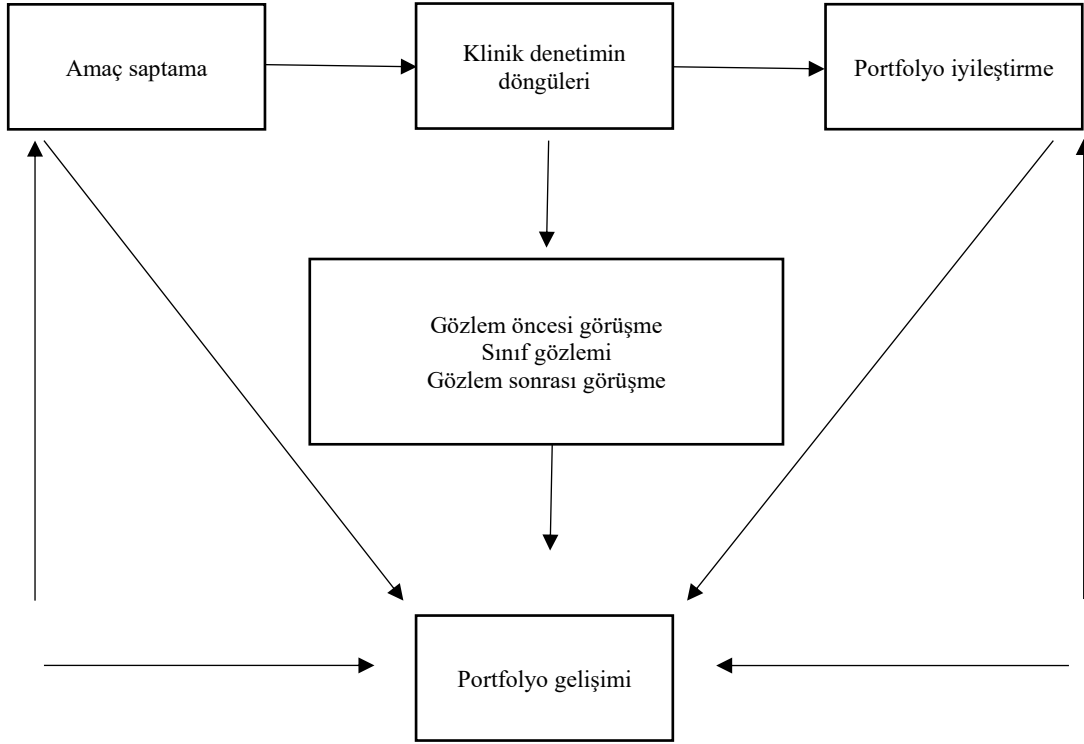 Amaç saptama
Klinik denetimin
döngüleri
Portfolyo iyileştirme
Gözlem öncesi görüşme
Sınıf gözlemi
Gözlem sonrası görüşme
Portfolyo gelişimi